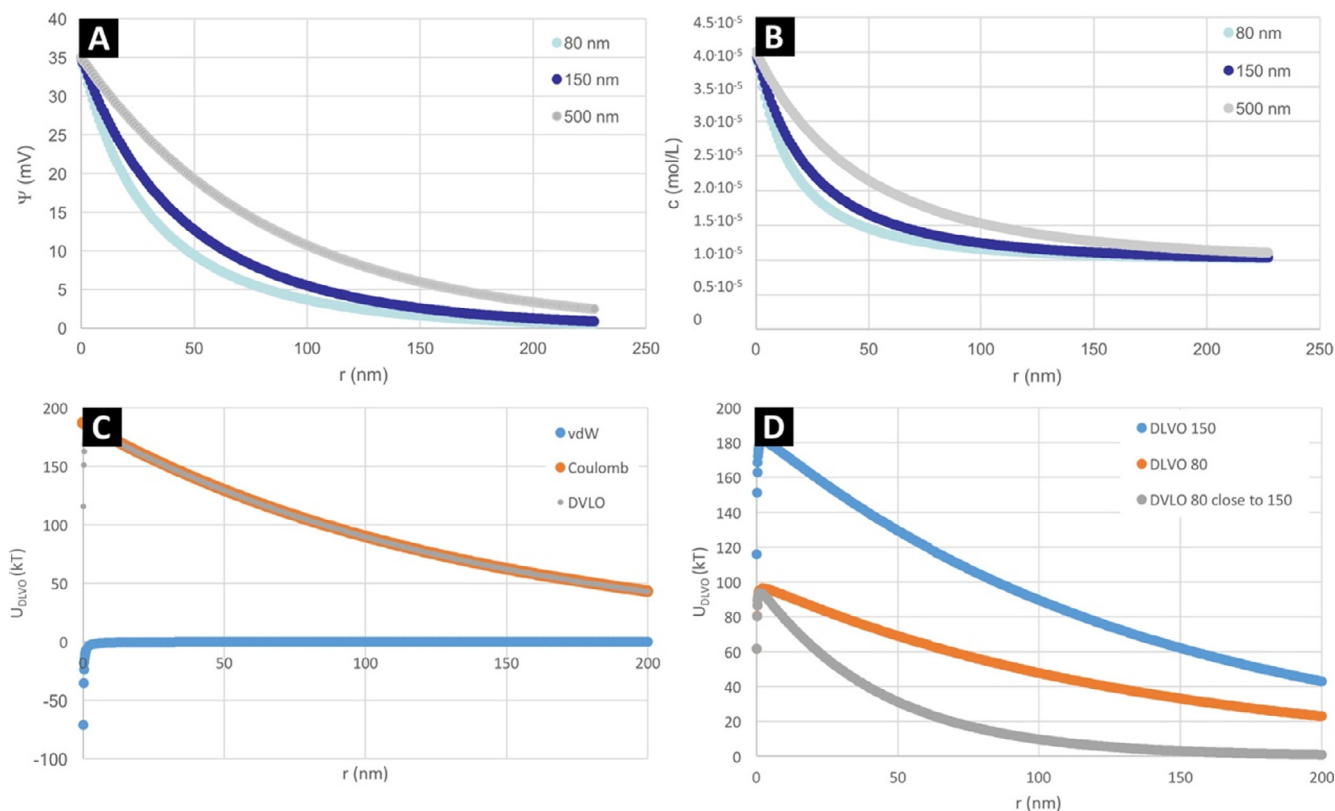 A
40
35
30
25
20
15
10
5
0
Ψ (mV)
0 50 100 150 200 250
r (nm)
80 nm
150 nm
500 nm
B
4.5·10⁻⁵
4.0·10⁻⁵
3.5·10⁻⁵
3.0·10⁻⁵
2.5·10⁻⁵
2.0·10⁻⁵
1.5·10⁻⁵
1.0·10⁻⁵
0.5·10⁻⁵
0
c (mol/L)
0 50 100 150 200 250
r (nm)
80 nm
150 nm
500 nm
C
200
150
100
50
0
-50
-100
U_DLVO (kT)
0 50 100 150 200
r (nm)
vdW
Coulomb
DVLO
D
200
180
160
140
120
100
80
60
40
20
0
U_DLVO (kT)
0 50 100 150 200
r (nm)
DLVO 150
DLVO 80
DVLO 80 close to 150